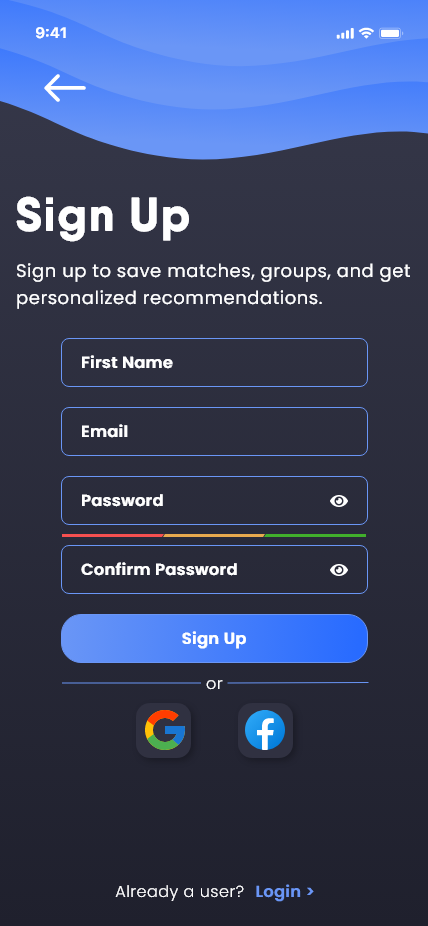 9:41
Sign Up
Sign up to save matches, groups, and get
personalized recommendations.
First Name
Email
Password
Confirm Password
Sign Up
or
Already a user? Login >